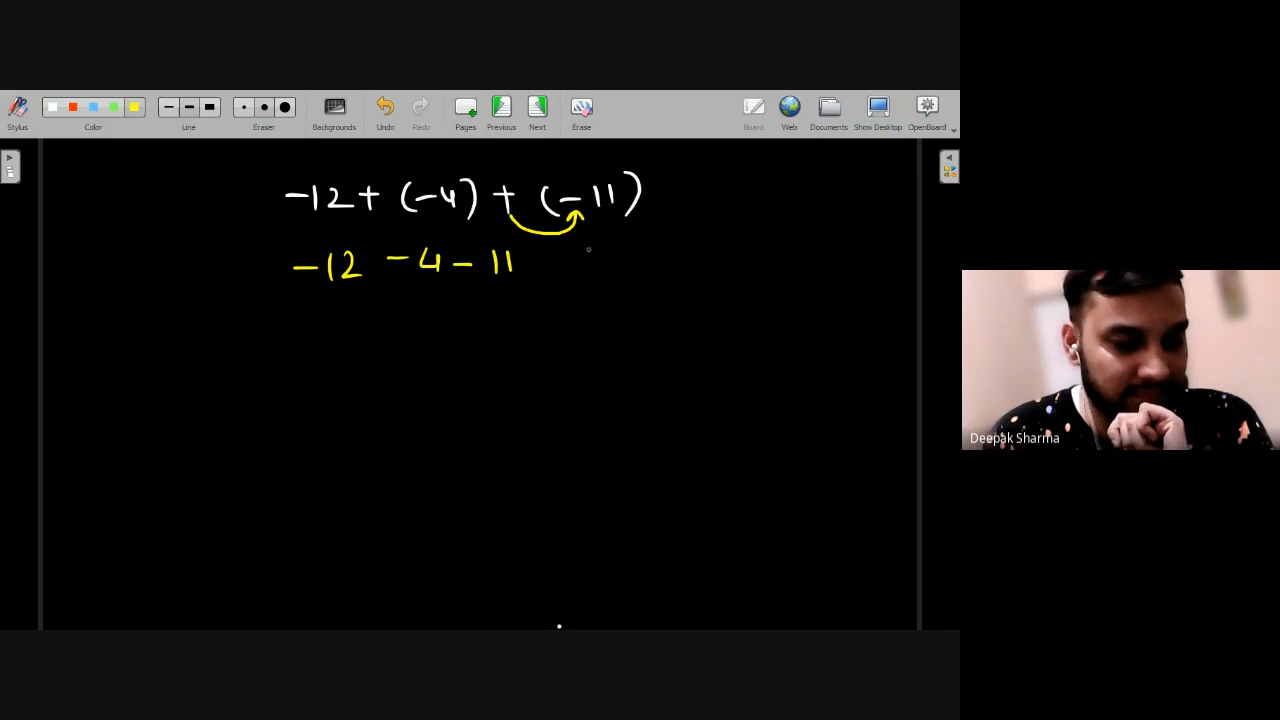 Stylus
Color
Line
Eraser
Backgrounds
Undo
Redo
Pages
Previous
Next
Erase
Board
Web
Documents
Show Desktop
OpenBoard
-12 + (-4) + (-11)
-12 -4 - 11
Deepak Sharma